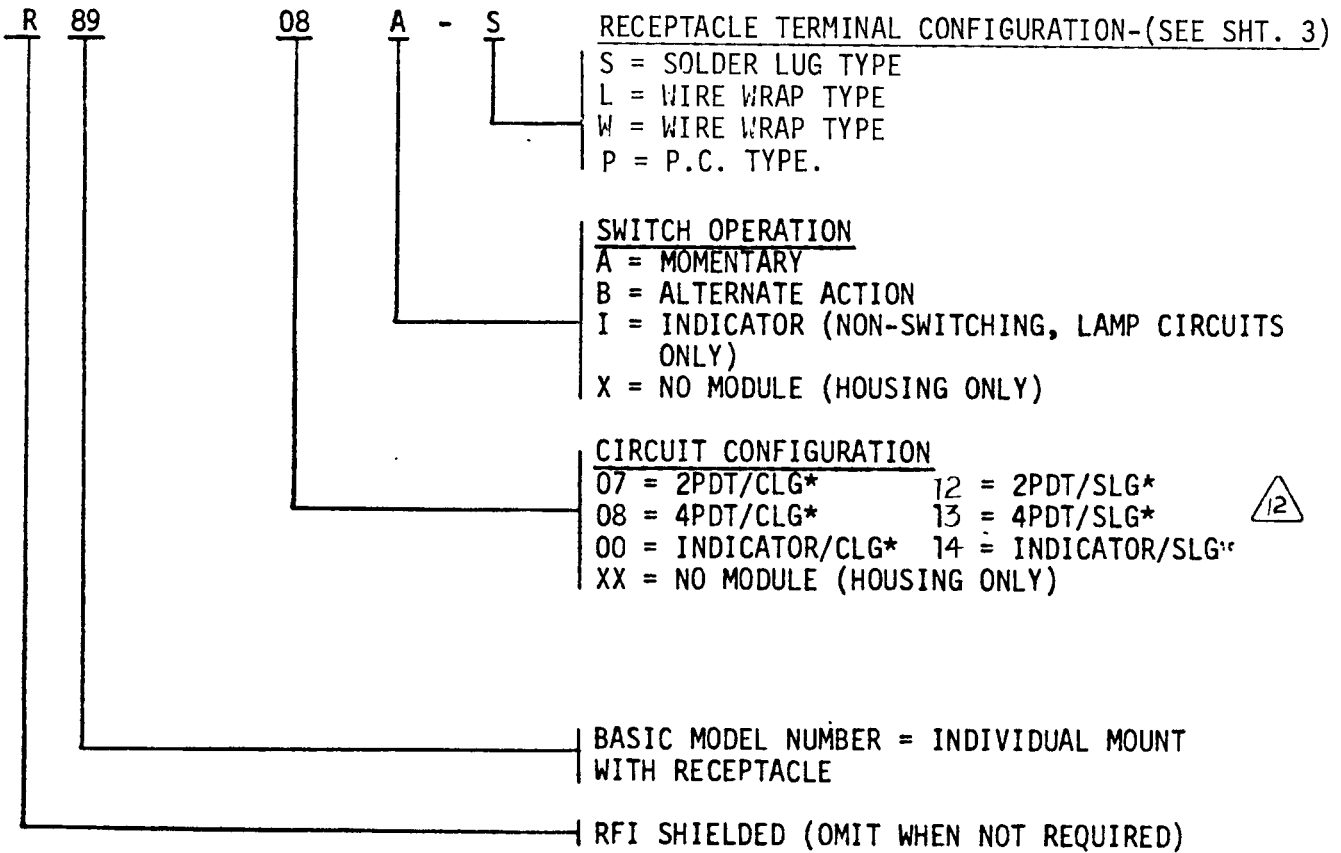 R 89 08 A - S RECEPTACLE TERMINAL CONFIGURATION-(SEE SHT. 3)
S = SOLDER LUG TYPE
L = WIRE WRAP TYPE
W = WIRE WRAP TYPE
P = P.C. TYPE.
SWITCH OPERATION
A = MOMENTARY
B = ALTERNATE ACTION
I = INDICATOR (NON-SWITCHING, LAMP CIRCUITS
ONLY)
X = NO MODULE (HOUSING ONLY)
CIRCUIT CONFIGURATION
07 = 2PDT/CLG* 12 = 2PDT/SLG*
08 = 4PDT/CLG* 13 = 4PDT/SLG* 12
00 = INDICATOR/CLG* 14 = INDICATOR/SLG*
XX = NO MODULE (HOUSING ONLY)
BASIC MODEL NUMBER = INDIVIDUAL MOUNT
WITH RECEPTACLE
RFI SHIELDED (OMIT WHEN NOT REQUIRED)